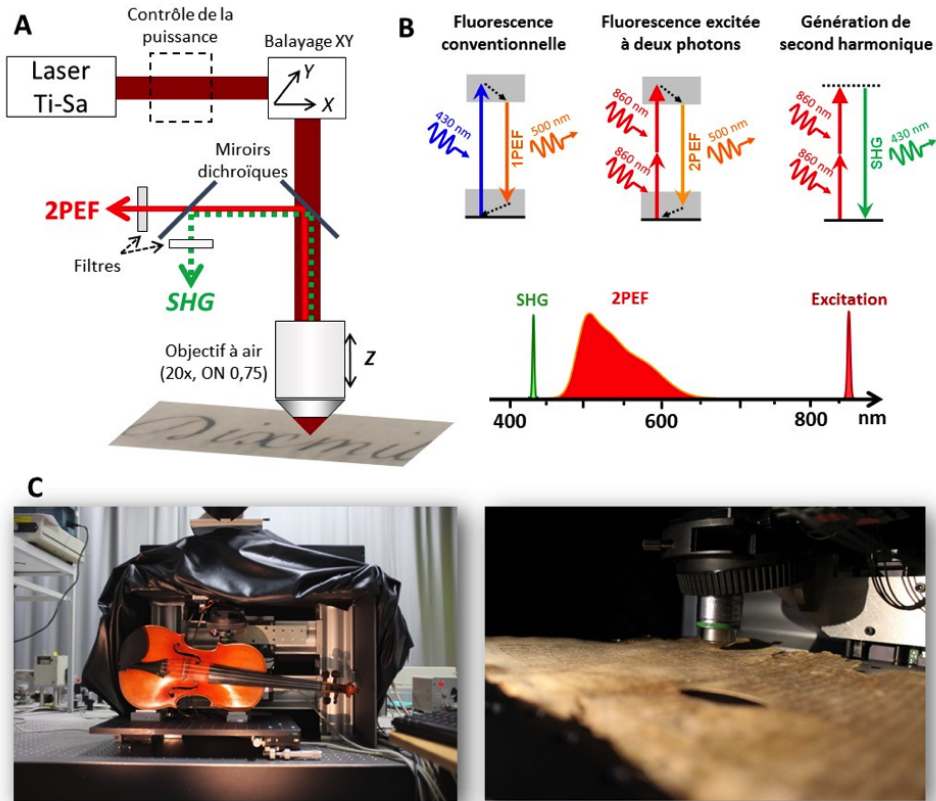 A
Contrôle de la
puissance
Laser
Ti-Sa
Balayage XY
Y
X
Miroirs
dichroïques
2PEF
Filtres
SHG
Objectif à air
(20x, ON 0,75)
Z
Dixmil
B
Fluorescence
conventionnelle
Fluorescence excitée
à deux photons
Génération de
second harmonique
430 nm
1PEF
500 nm
860 nm
860 nm
2PEF
500 nm
860 nm
860 nm
SHG
430 nm
SHG
2PEF
Excitation
400
600
800
nm
C